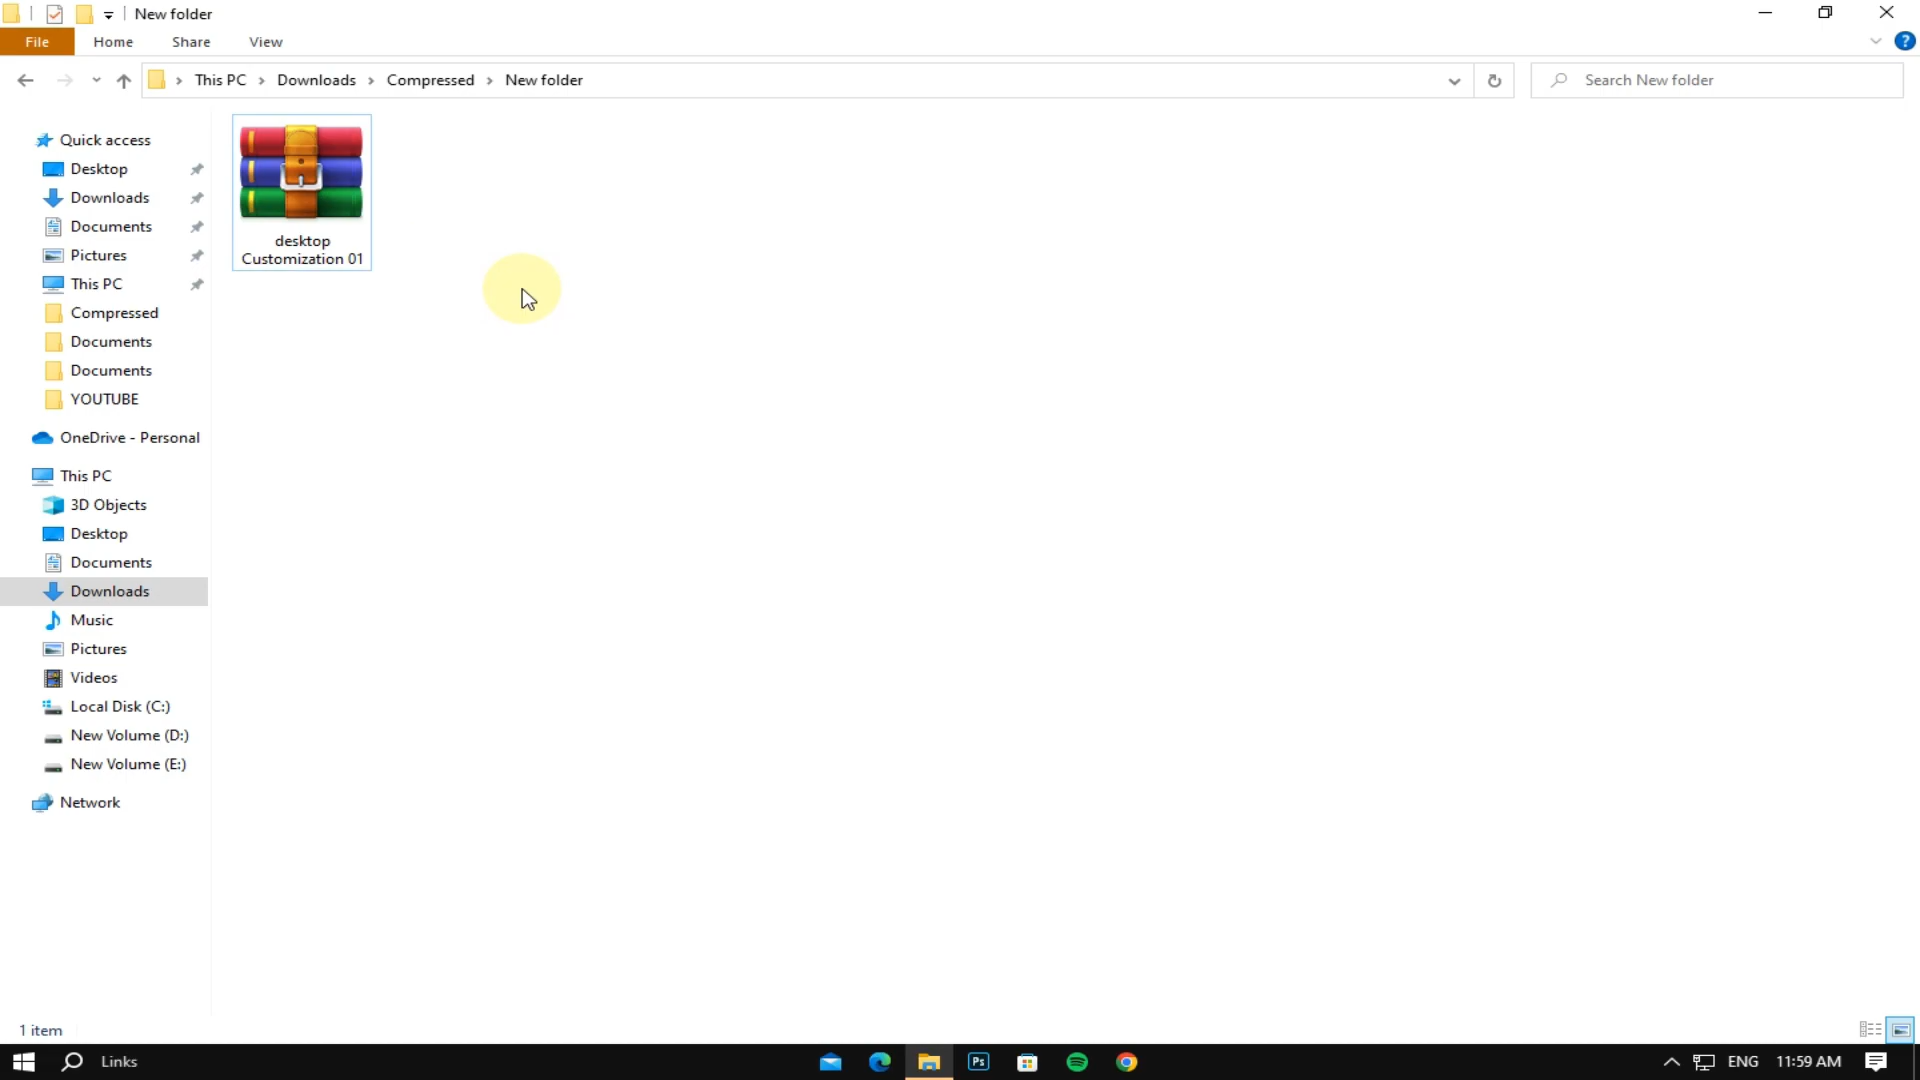 New folder
File Home Share View
This PC Downloads Compressed New folder
Search New folder
Quick access
Desktop
Downloads
Documents
Pictures
This PC
Compressed
Documents
Documents
YOUTUBE
OneDrive - Personal
This PC
3D Objects
Desktop
Documents
Downloads
Music
Pictures
Videos
Local Disk (C:)
New Volume (D:)
New Volume (E:)
Network
desktop
Customization 01
1 item
Links
Ps
ENG 11:59 AM